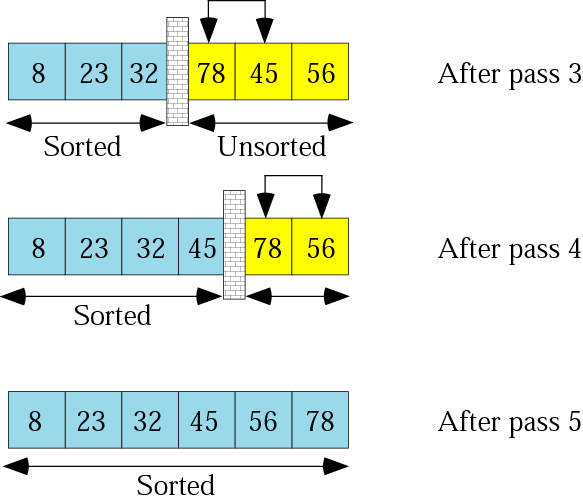 8 23 32 78 45 56 After pass 3
Sorted Unsorted
8 23 32 45 78 56 After pass 4
Sorted
8 23 32 45 56 78 After pass 5
Sorted